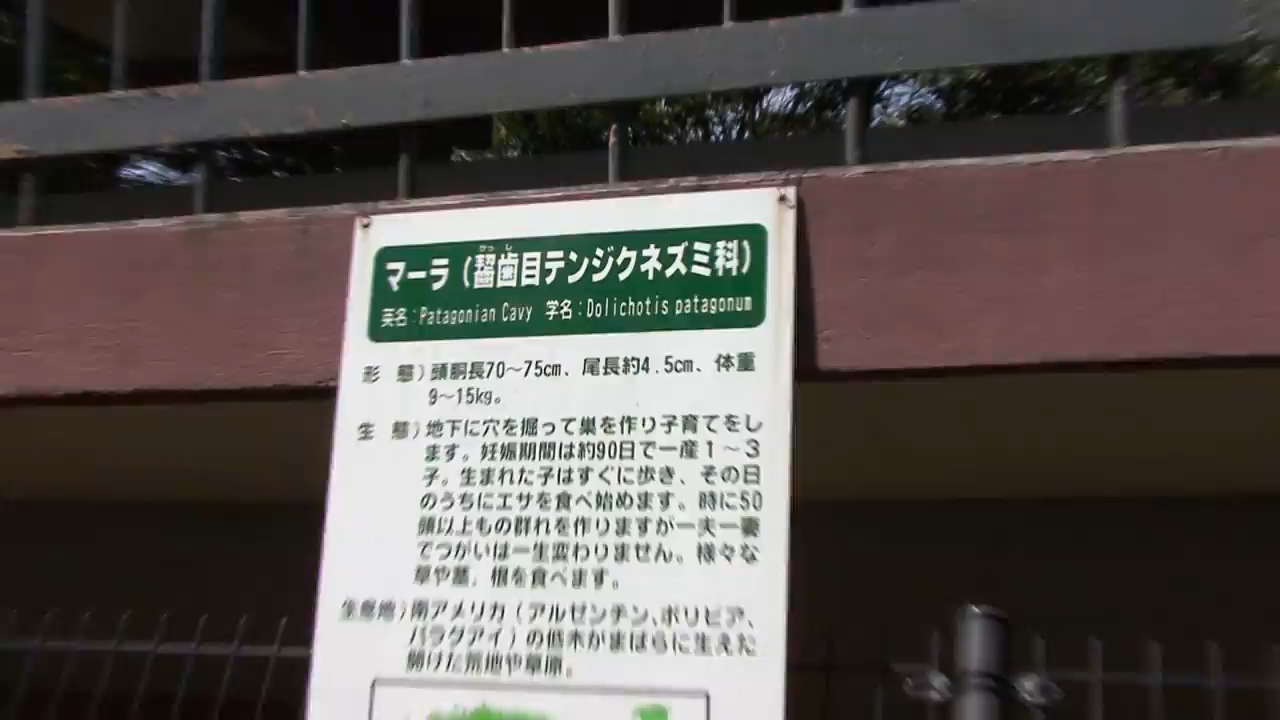 マーラ(齧歯目テンジクネズミ科)
英名:Patagonian Cavy 学名:Dolichotis patagonum
形 態)頭胴長70〜75cm、尾長約4.5cm、体重
9〜15kg。
生 態)地下に穴を掘って巣を作り子育てをし
ます。妊娠期間は約90日で一産1〜3
子。生まれた子はすぐに歩き、その日
のうちにエサを食べ始めます。時に50
頭以上もの群れを作りますが一夫一妻
でつがいは一生変わりません。様々な
草や茎、根を食べます。
生息地)南アメリカ(アルゼンチン、ボリビア、
パラグアイ)の低木がまばらに生えた
開けた荒地や草原。